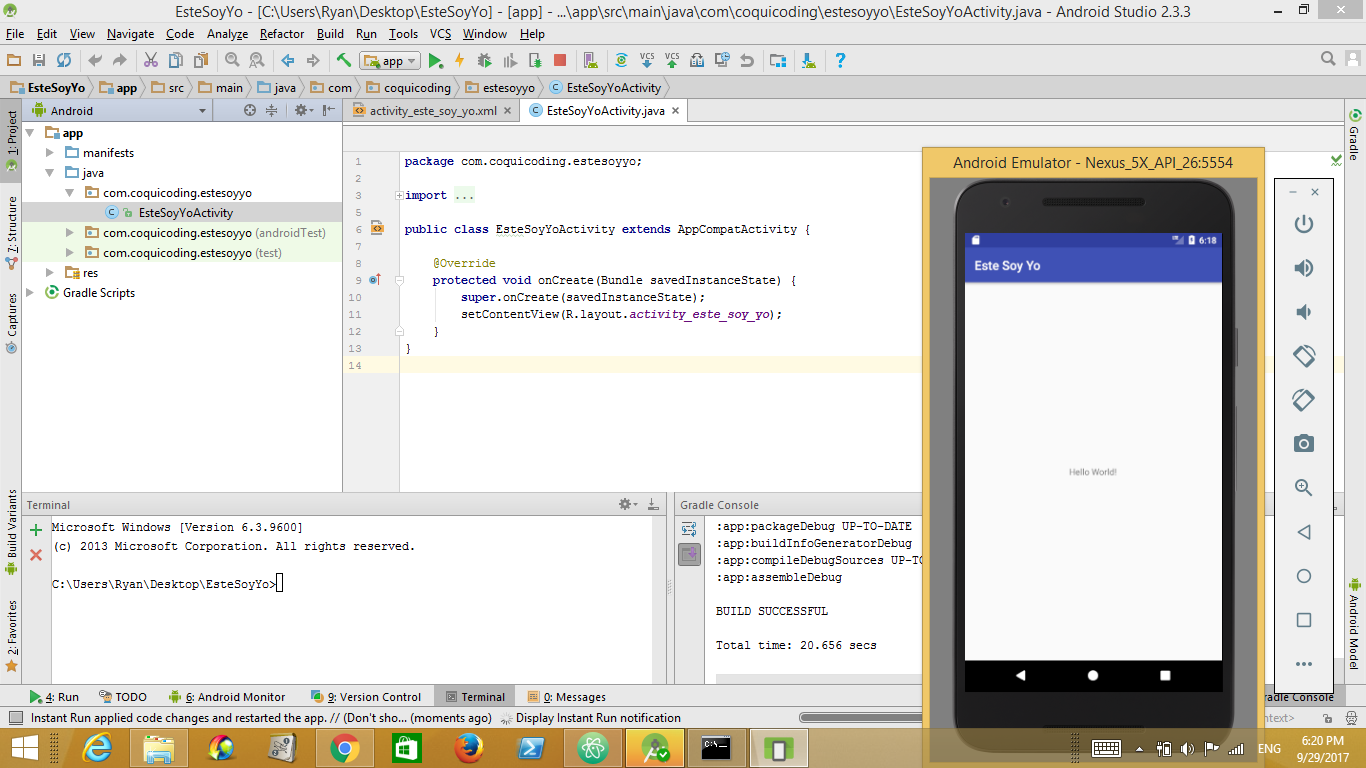 EsteSoyYo - [C:\Users\Ryan\Desktop\EsteSoyYo] - [app] - ...\app\src\main\java\com\coquicoding\estesoyyo\EsteSoyYoActivity.java - Android Studio 2.3.3
File Edit View Navigate Code Analyze Refactor Build Run Tools VCS Window Help
app
VCS VCS
EsteSoyYo app src main java com coquicoding estesoyyo EsteSoyYoActivity
1: Project
7: Structure
Captures
Build Variants
2: Favorites
Android
app
manifests
java
com.coquicoding.estesoyyo
EsteSoyYoActivity
com.coquicoding.estesoyyo (androidTest)
com.coquicoding.estesoyyo (test)
res
Gradle Scripts
activity_este_soy_yo.xml EsteSoyYoActivity.java
1 package com.coquicoding.estesoyyo;
2
3 import ...
5
6 public class EsteSoyYoActivity extends AppCompatActivity {
7
8 @Override
9 protected void onCreate(Bundle savedInstanceState) {
10 super.onCreate(savedInstanceState);
11 setContentView(R.layout.activity_este_soy_yo);
12 }
13 }
14
Android Emulator - Nexus_5X_API_26:5554
6:18
Este Soy Yo
Hello World!
Gradle
Android Model
Terminal
Microsoft Windows [Version 6.3.9600]
(c) 2013 Microsoft Corporation. All rights reserved.
C:\Users\Ryan\Desktop\EsteSoyYo>
Gradle Console
:app:packageDebug UP-TO-DATE
:app:buildInfoGeneratorDebug
:app:compileDebugSources UP-TO
:app:assembleDebug
BUILD SUCCESSFUL
Total time: 20.656 secs
4: Run TODO 6: Android Monitor 9: Version Control Terminal 0: Messages Gradle Console
Instant Run applied code changes and restarted the app. // (Don't sho... (moments ago) Display Instant Run notification
ntext>
ENG
6:20 PM
9/29/2017